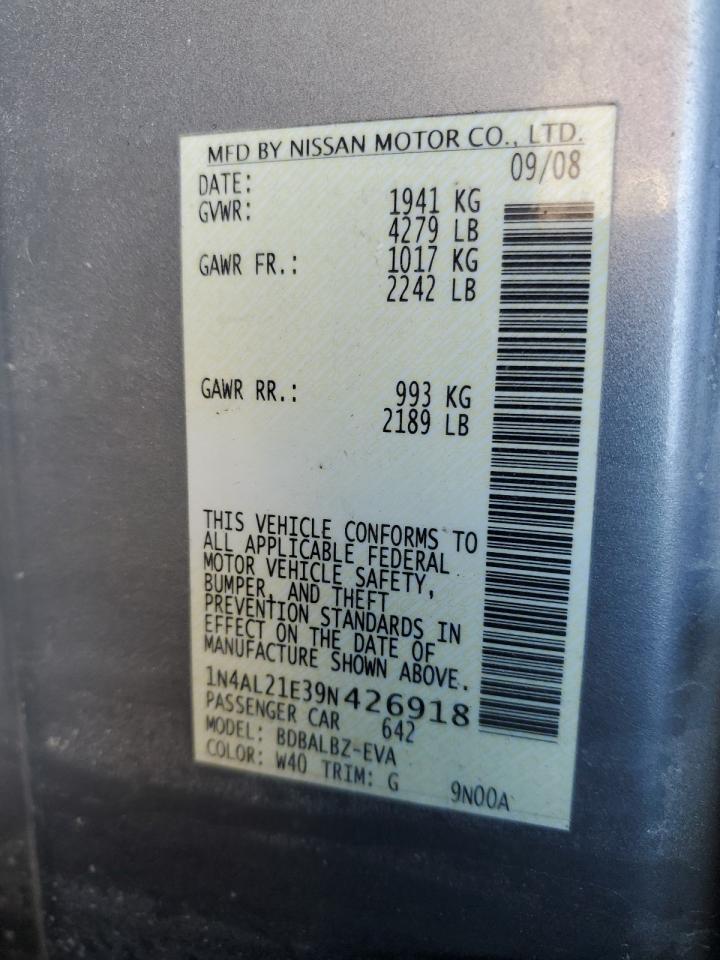 MFD BY NISSAN MOTOR CO., LTD.
DATE: 09/08
GVWR: 1941 KG
4279 LB
GAWR FR.: 1017 KG
2242 LB
GAWR RR.: 993 KG
2189 LB
THIS VEHICLE CONFORMS TO
ALL APPLICABLE FEDERAL
MOTOR VEHICLE SAFETY,
BUMPER, AND THEFT
PREVENTION STANDARDS IN
EFFECT ON THE DATE OF
MANUFACTURE SHOWN ABOVE.
1N4AL21E39N426918
PASSENGER CAR 642
MODEL: BDBALBZ-EVA
COLOR: W40 TRIM: G 9N00A